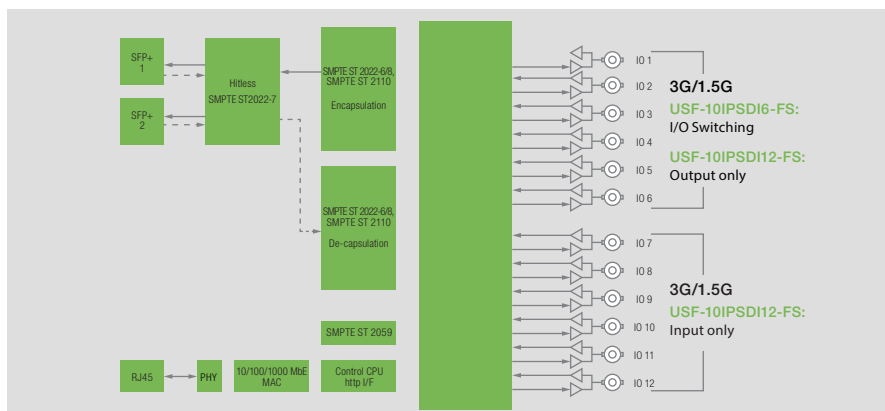 SFP+
1
SFP+
2
Hitless
SMPTE ST2022-7
SMPTE ST 2022-6/8,
SMPTE ST 2110
Encapsulation
SMPTE ST 2022-6/8,
SMPTE ST 2110
De-capsulation
SMPTE ST 2059
RJ45
PHY
10/100/1000 MbE
MAC
Control CPU
http I/F
IO 1
IO 2
IO 3
IO 4
IO 5
IO 6
3G/1.5G
USF-10IPSDI6-FS:
I/O Switching
USF-10IPSDI12-FS:
Output only
IO 7
IO 8
IO 9
IO 10
IO 11
IO 12
3G/1.5G
USF-10IPSDI12-FS:
Input only